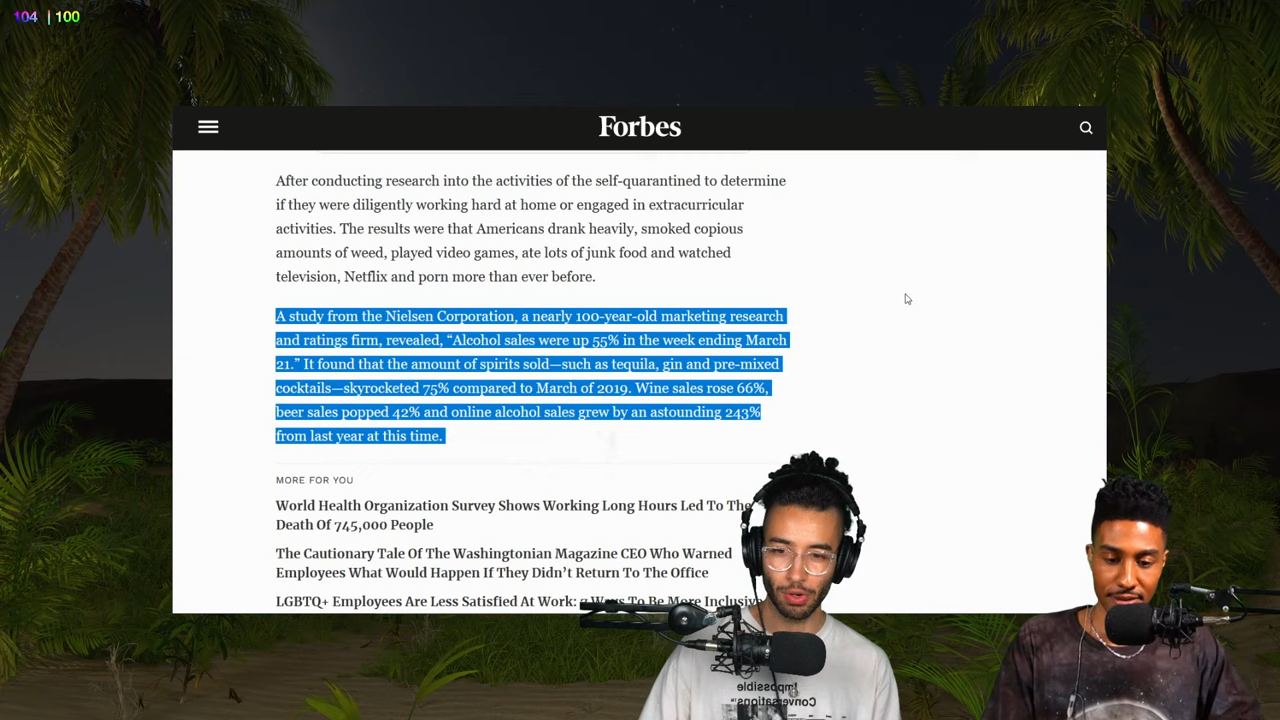 104 | 100
Forbes
After conducting research into the activities of the self-quarantined to determine
if they were diligently working hard at home or engaged in extracurricular
activities. The results were that Americans drank heavily, smoked copious
amounts of weed, played video games, ate lots of junk food and watched
television, Netflix and porn more than ever before.
A study from the Nielsen Corporation, a nearly 100-year-old marketing research
and ratings firm, revealed, “Alcohol sales were up 55% in the week ending March
21.” It found that the amount of spirits sold—such as tequila, gin and pre-mixed
cocktails—skyrocketed 75% compared to March of 2019. Wine sales rose 66%,
beer sales popped 42% and online alcohol sales grew by an astounding 243%
from last year at this time.
MORE FOR YOU
World Health Organization Survey Shows Working Long Hours Led To The
Death Of 745,000 People
The Cautionary Tale Of The Washingtonian Magazine CEO Who Warned
Employees What Would Happen If They Didn’t Return To The Office
LGBTQ+ Employees Are Less Satisfied At Work: Ways To Be More Inclusive
Impossible